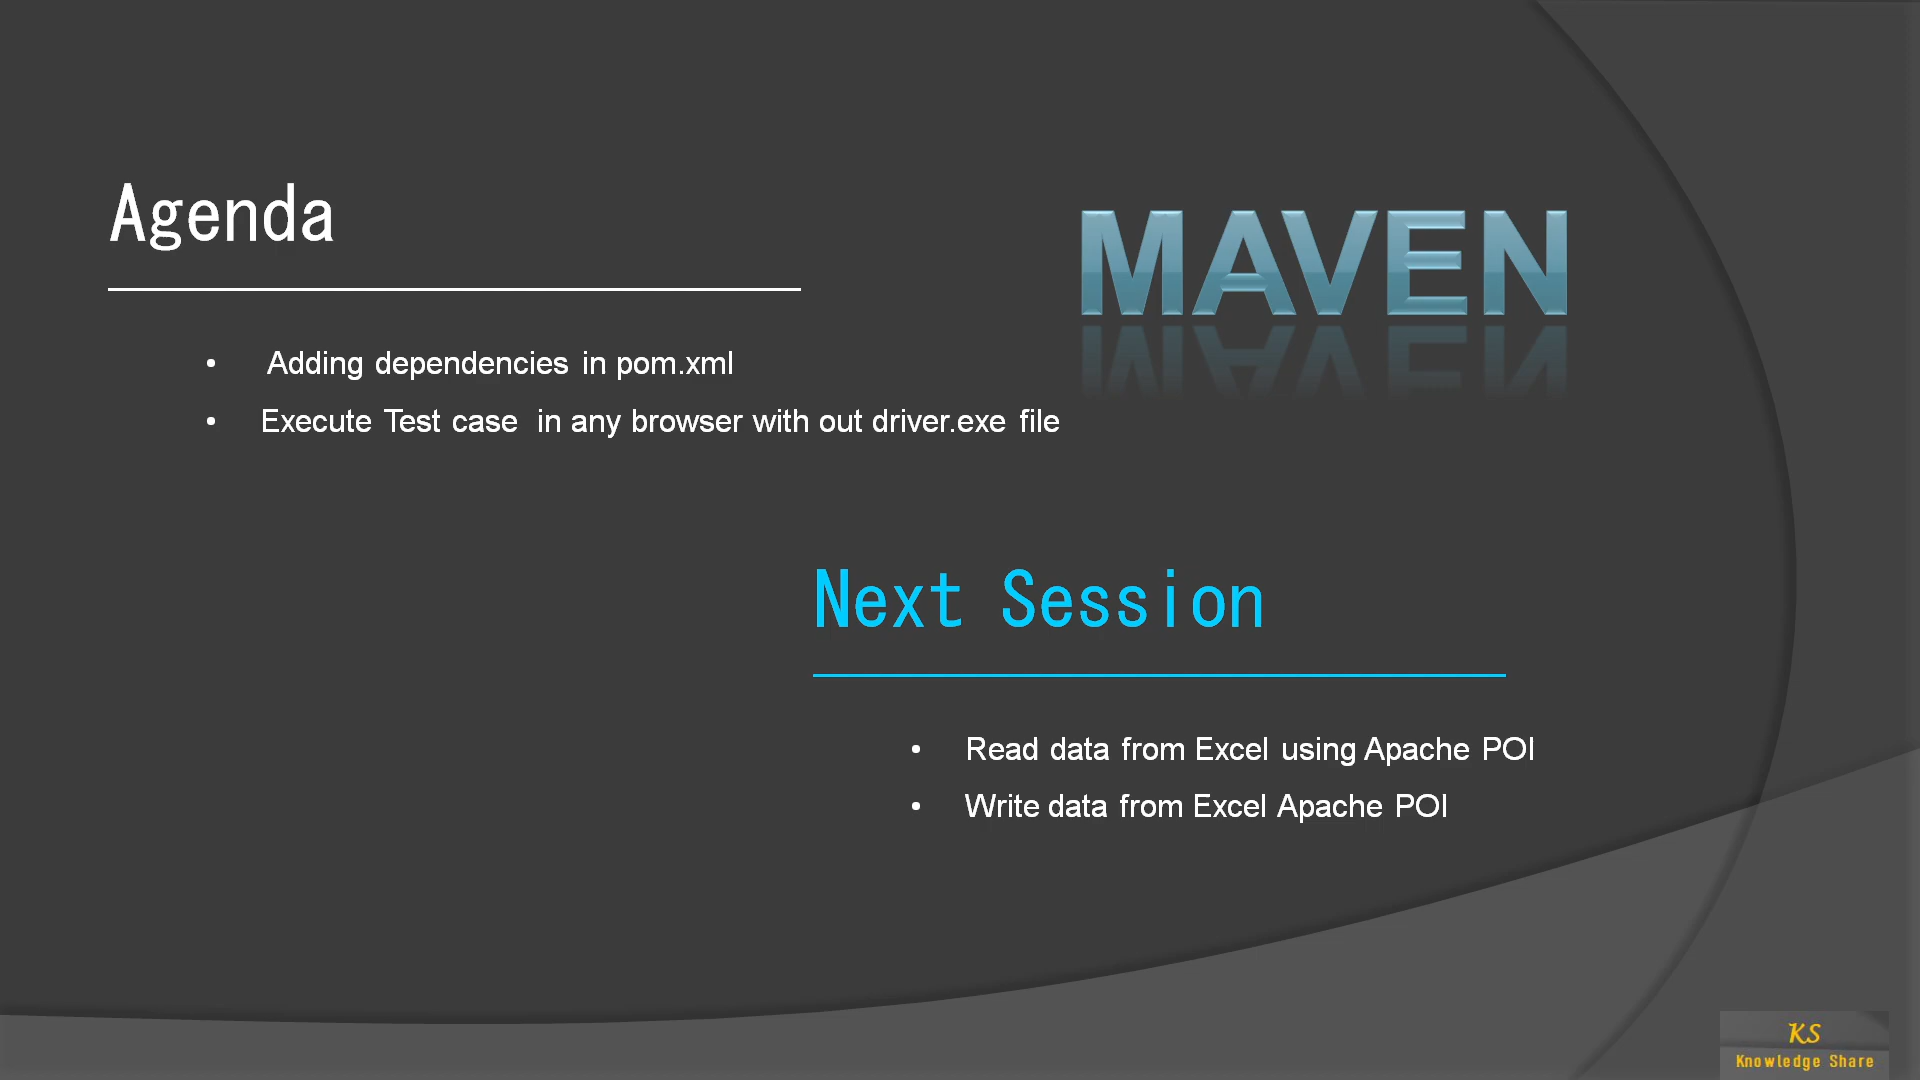 Agenda
MAVEN
• Adding dependencies in pom.xml
• Execute Test case in any browser with out driver.exe file
Next Session
• Read data from Excel using Apache POI
• Write data from Excel Apache POI
KS
Knowledge Share